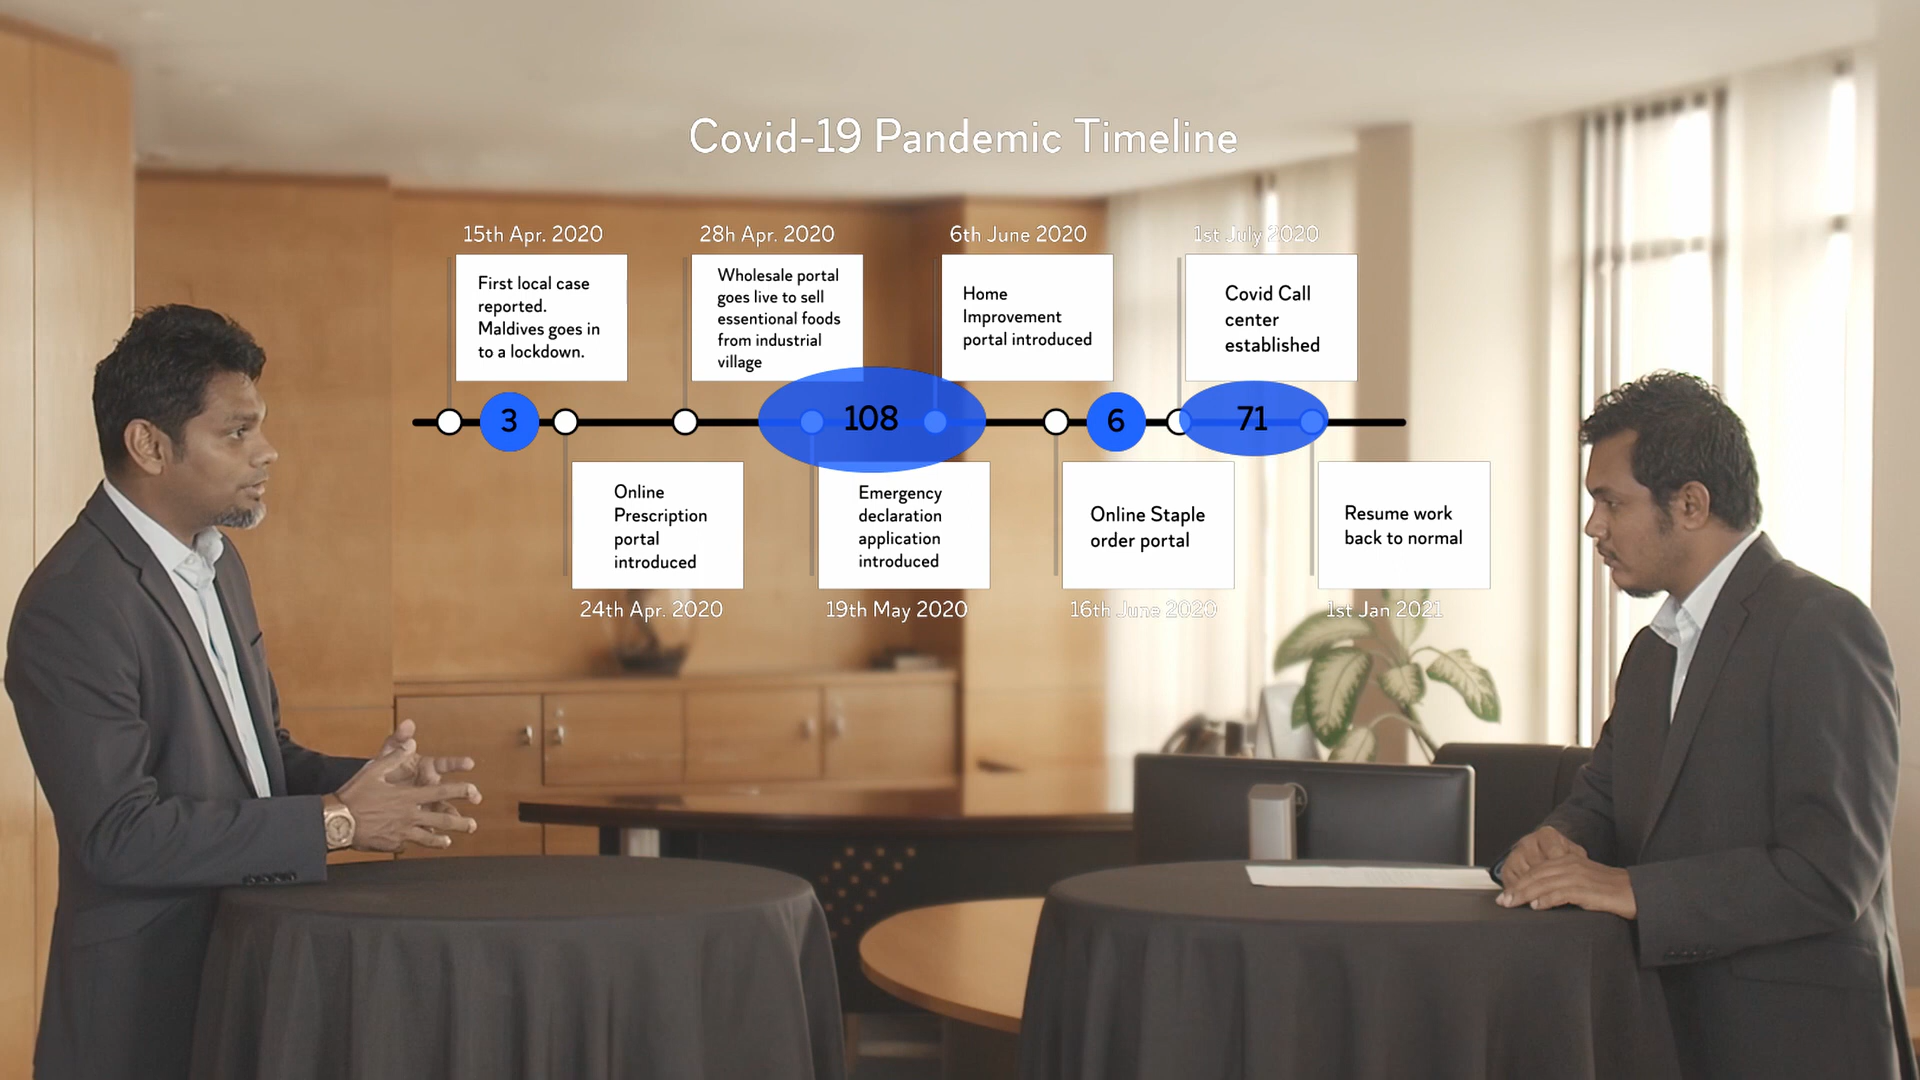 Covid-19 Pandemic Timeline
15th Apr. 2020
First local case
reported.
Maldives goes in
to a lockdown.
28h Apr. 2020
Wholesale portal
goes live to sell
essentional foods
from industrial
village
6th June 2020
Home
Improvement
portal introduced
1st July 2020
Covid Call
center
established
3
108
6
71
Online
Prescription
portal
introduced
24th Apr. 2020
Emergency
declaration
application
introduced
19th May 2020
Online Staple
order portal
16th June 2020
Resume work
back to normal
1st Jan 2021